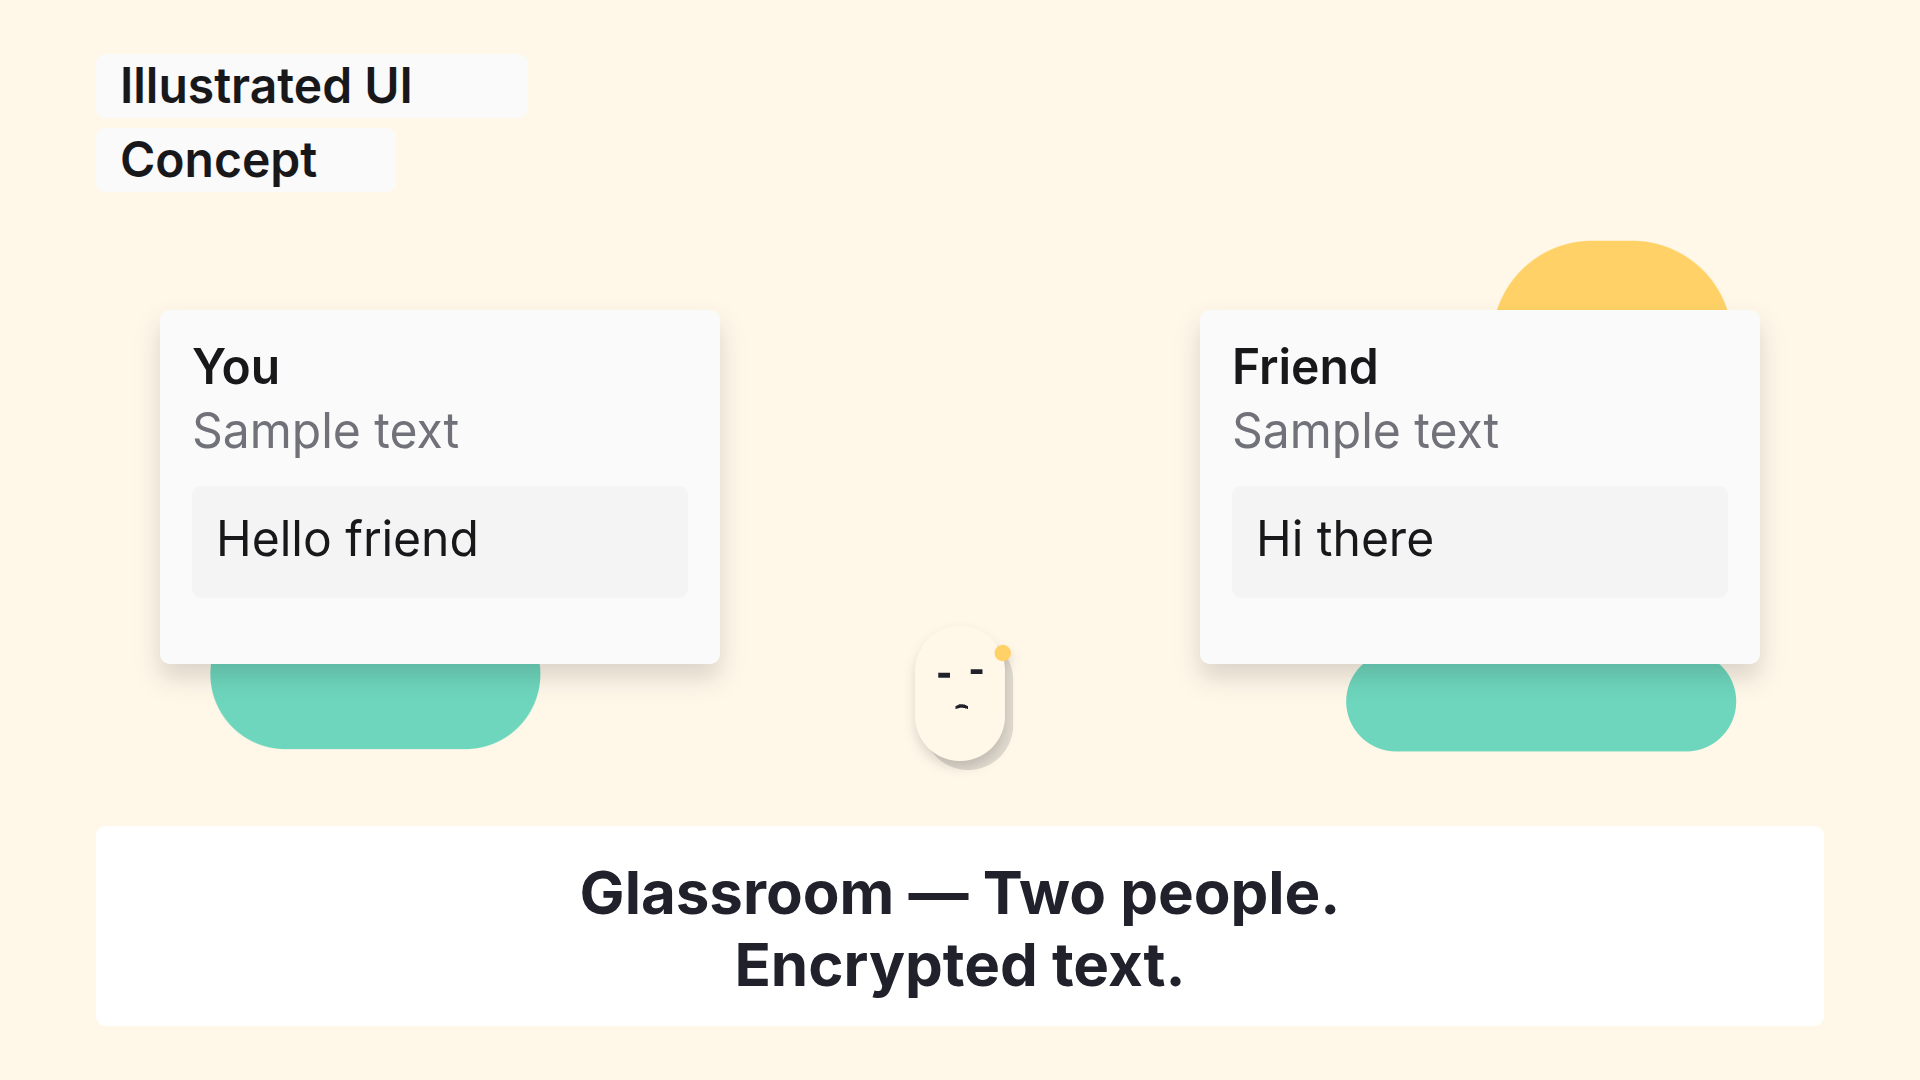 Illustrated UI
Concept
You
Sample text
Hello friend
Friend
Sample text
Hi there
Glassroom — Two people.
Encrypted text.